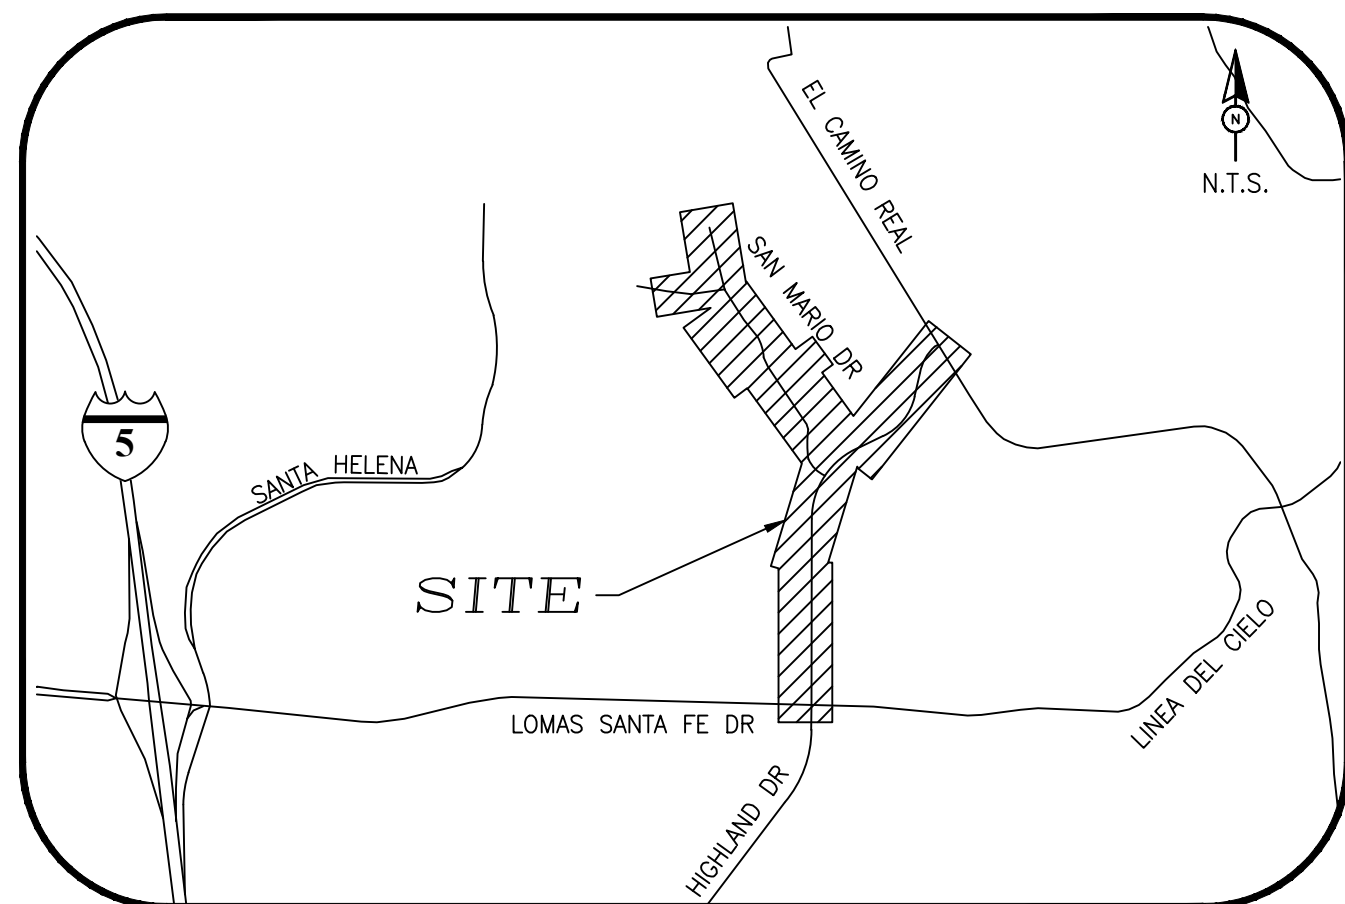 EL CAMINO REAL
N
N.T.S.
SAN MARIO DR
5
SANTA HELENA
SITE
LINEA DEL CIELO
LOMAS SANTA FE DR
HIGHLAND DR